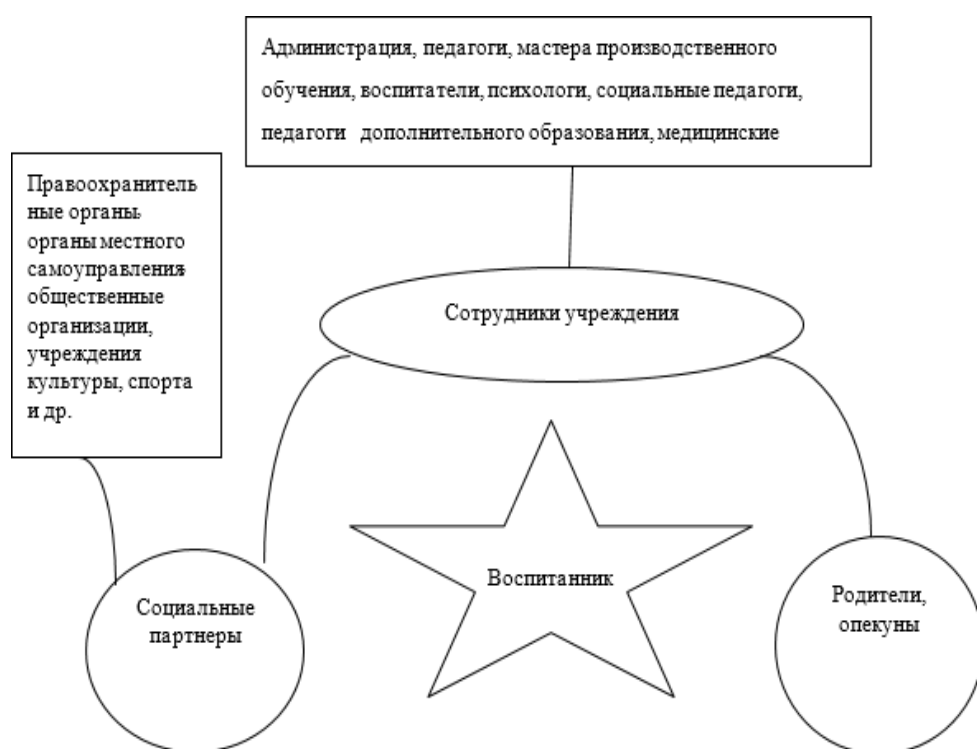 Администрация, педагоги, мастера производственного
обучения, воспитатели, психологи, социальные педагоги,
педагоги дополнительного образования, медицинские
Правоохранитель
ные органы,
органы местного
самоуправления
общественные
организации,
учреждения
культуры, спорта
и др.
Сотрудники учреждения
Воспитанник
Социальные
партнеры
Родители,
опекуны